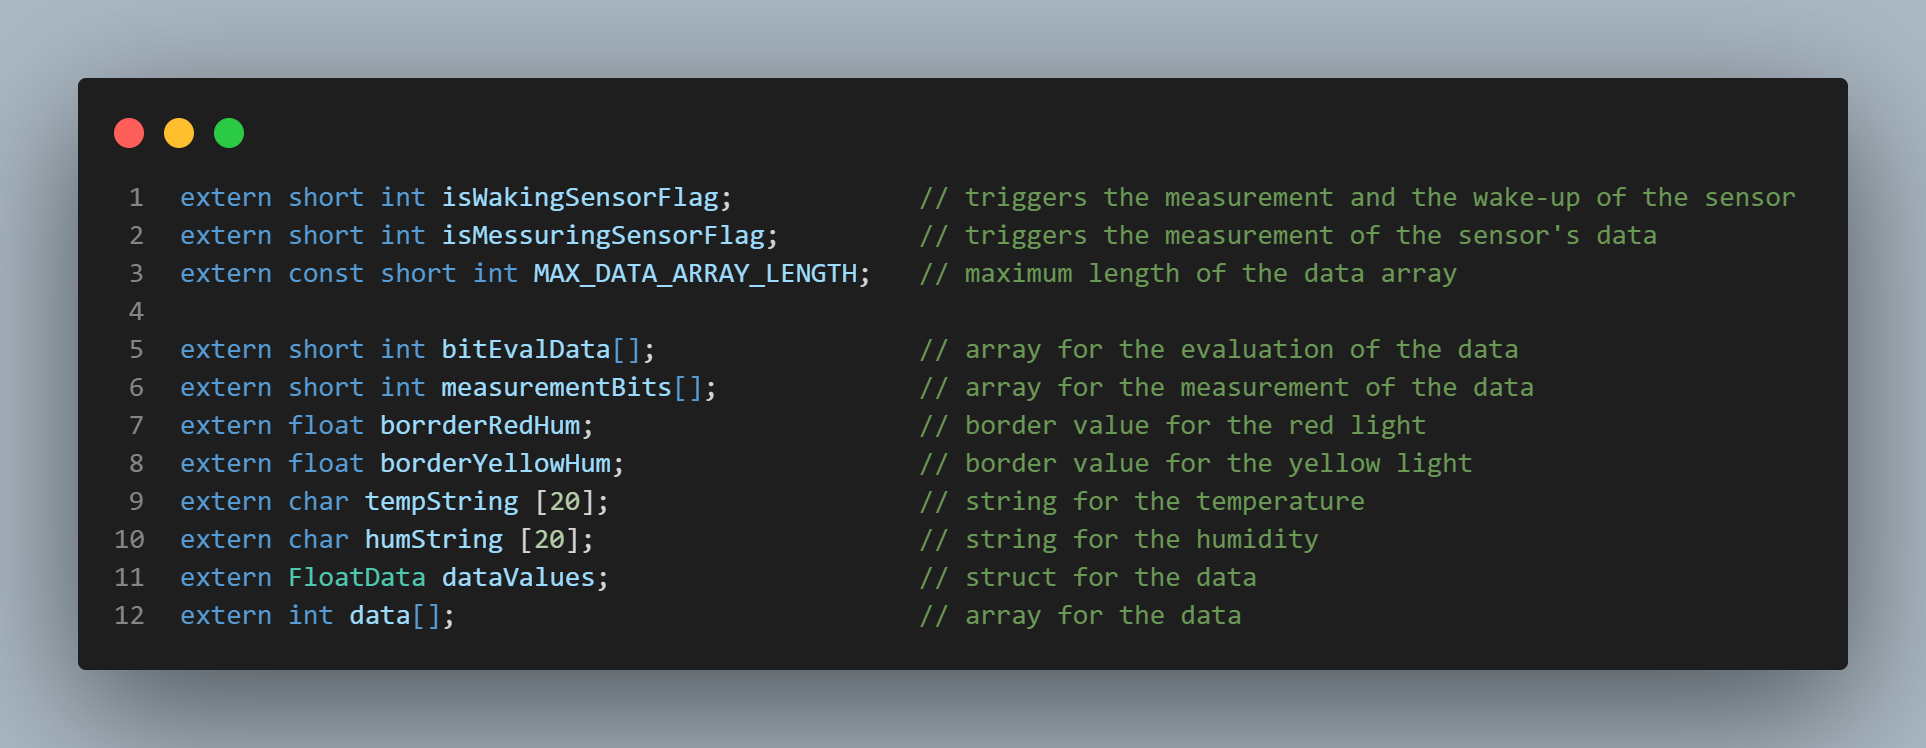 1 extern short int isWakingSensorFlag; // triggers the measurement and the wake-up of the sensor
2 extern short int isMessuringSensorFlag; // triggers the measurement of the sensor's data
3 extern const short int MAX_DATA_ARRAY_LENGTH; // maximum length of the data array
4
5 extern short int bitEvalData[]; // array for the evaluation of the data
6 extern short int measurementBits[]; // array for the measurement of the data
7 extern float borrderRedHum; // border value for the red light
8 extern float borderYellowHum; // border value for the yellow light
9 extern char tempString [20]; // string for the temperature
10 extern char humString [20]; // string for the humidity
11 extern FloatData dataValues; // struct for the data
12 extern int data[]; // array for the data